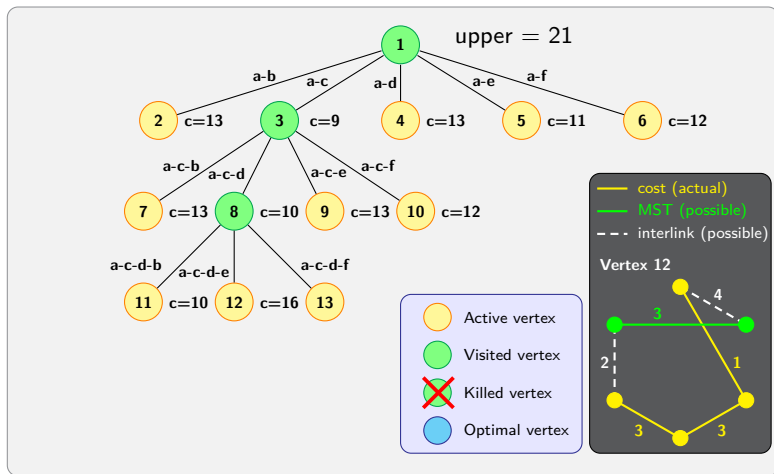 upper = 21
1
a-b
a-c
a-d
a-e
a-f
2
c=13
3
c=9
4
c=13
5
c=11
6
c=12
a-c-b
a-c-d
a-c-e
a-c-f
7
c=13
8
c=10
9
c=13
10
c=12
a-c-d-b
a-c-d-e
a-c-d-f
11
c=10
12
c=16
13
Active vertex
Visited vertex
Killed vertex
Optimal vertex
cost (actual)
MST (possible)
interlink (possible)
Vertex 12
4
3
2
1
3
3